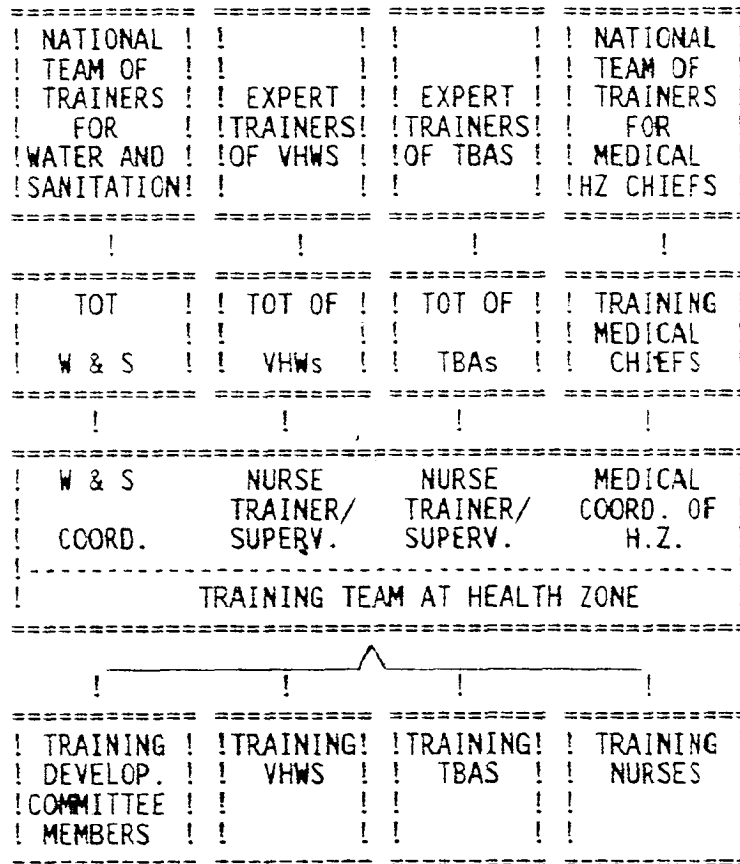 NATIONAL
TEAM OF
TRAINERS
FOR
WATER AND
SANITATION
EXPERT
TRAINERS
OF VHWS
EXPERT
TRAINERS
OF TBAS
NATIONAL
TEAM OF
TRAINERS
FOR
MEDICAL
HZ CHIEFS
TOT
W & S
TOT OF
VHWs
TOT OF
TBAs
TRAINING
MEDICAL
CHIEFS
W & S
COORD.
NURSE
TRAINER/
SUPERV.
NURSE
TRAINER/
SUPERV.
MEDICAL
COORD. OF
H.Z.
TRAINING TEAM AT HEALTH ZONE
TRAINING
DEVELOP.
COMMITTEE
MEMBERS
TRAINING
VHWS
TRAINING
TBAS
TRAINING
NURSES